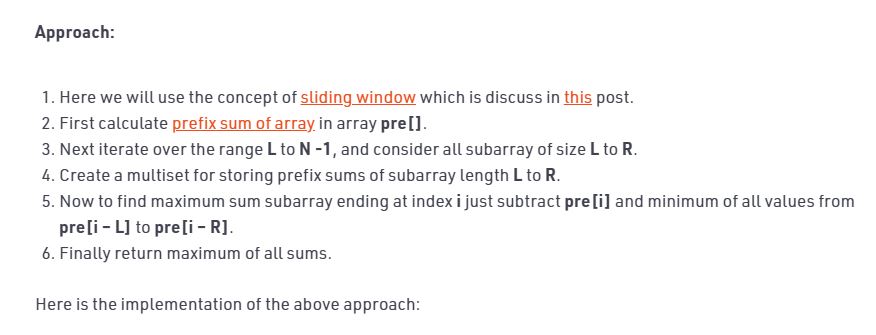 Approach:
1. Here we will use the concept of sliding window which is discuss in this post.
2. First calculate prefix sum of array in array pre[].
3. Next iterate over the range L to N -1, and consider all subarray of size L to R.
4. Create a multiset for storing prefix sums of subarray length L to R.
5. Now to find maximum sum subarray ending at index i just subtract pre[i] and minimum of all values from
pre[i – L] to pre[i – R].
6. Finally return maximum of all sums.
Here is the implementation of the above approach: